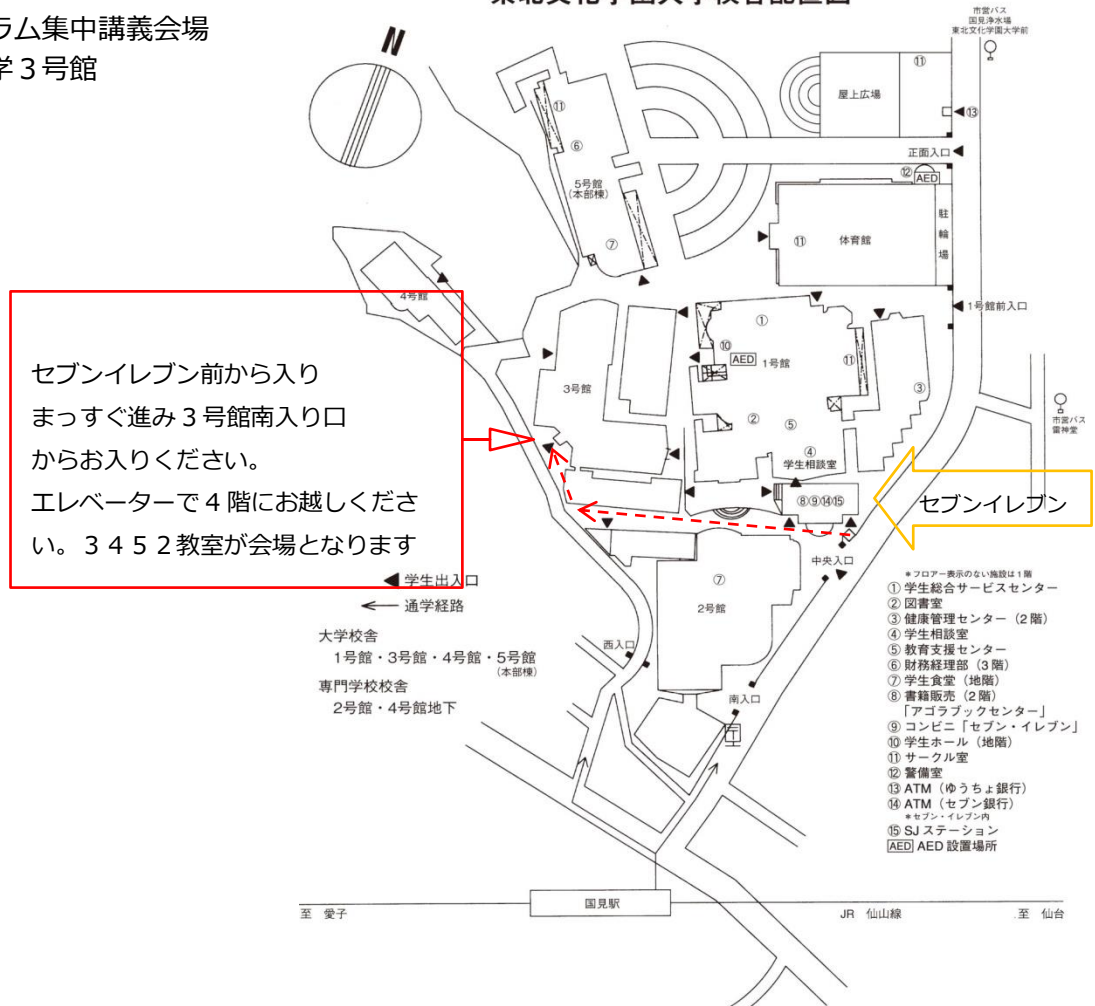 東北文化学園大学校舎配置図
ラム集中講義会場
学３号館
N
市営バス
国見浄水場
東北文化学園大学前
⑪
屋上広場
⑬
正面入口
⑫
AED
⑪
⑥
5号館
(本部棟)
⑦
⑪
体育館
駐輪場
4号館
1号館前入口
①
⑩
AED
1号館
⑪
③
3号館
②
⑤
④
学生相談室
市営バス
雷神堂
セブンイレブン前から入り
まっすぐ進み３号館南入り口
からお入りください。
エレベーターで４階にお越しくださ
い。３４５２教室が会場となります
⑧⑨⑭⑮
セブンイレブン
中央入口
⑦
2号館
学生出入口
通学経路
大学校舎
1号館・3号館・4号館・5号館
(本部棟)
専門学校校舎
2号館・4号館地下
西入口
南入口
＊フロアー表示のない施設は1階
① 学生総合サービスセンター
② 図書室
③ 健康管理センター（2階）
④ 学生相談室
⑤ 教育支援センター
⑥ 財務経理部（3階）
⑦ 学生食堂（地階）
⑧ 書籍販売（2階）
「アゴラブックセンター」
⑨ コンビニ「セブン・イレブン」
⑩ 学生ホール（地階）
⑪ サークル室
⑫ 警備室
⑬ ATM（ゆうちょ銀行）
⑭ ATM（セブン銀行）
＊セブン・イレブン内
⑮ SJステーション
AED AED設置場所
国見駅
至 愛子
JR 仙山線
至 仙台